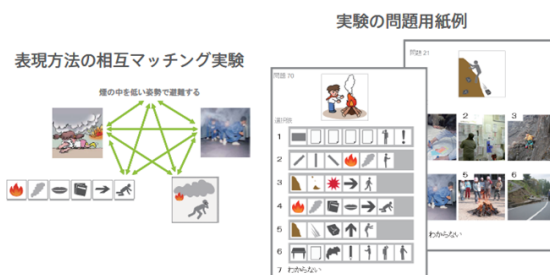 表現方法の相互マッチング実験
煙の中を低い姿勢で避難する
実験の問題用紙例
問題 70
選択肢
1
2
3
4
5
6
7 わからない
問題 21
2
3
5
6
わからない